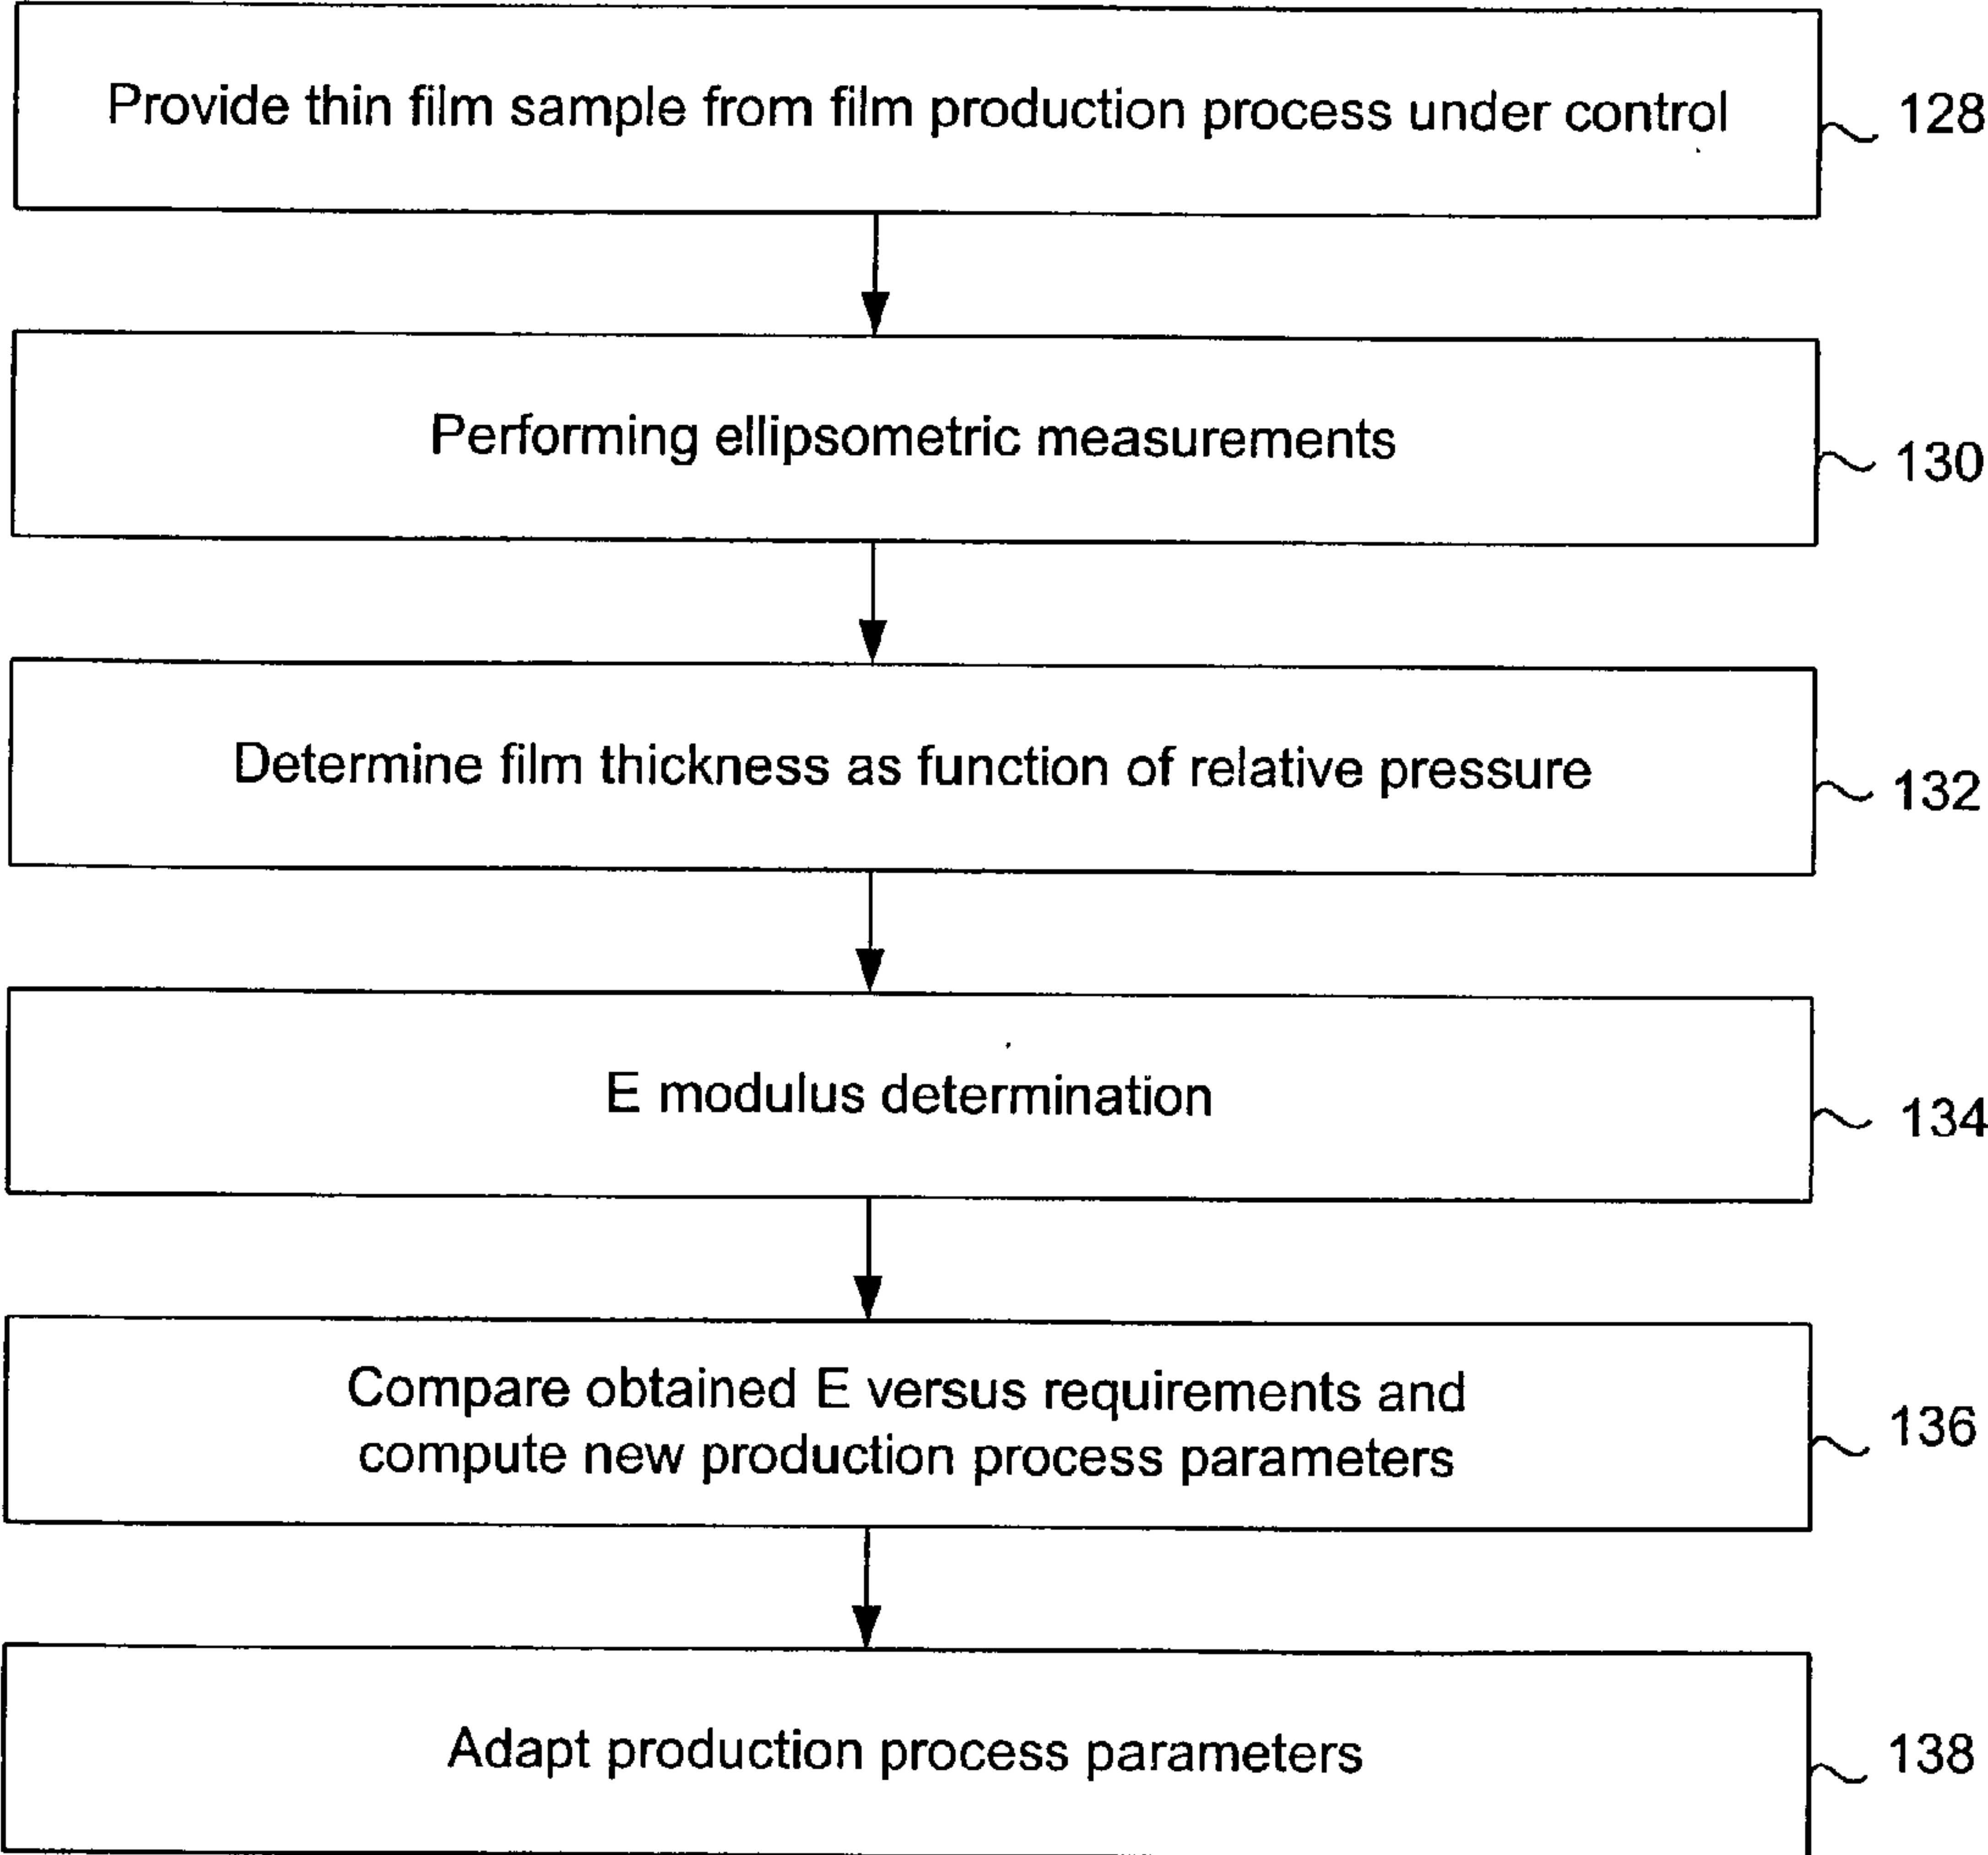 Provide thin film sample from film production process under control
128
Performing ellipsometric measurements
130
Determine film thickness as function of relative pressure
132
E modulus determination
134
Compare obtained E versus requirements and
compute new production process parameters
136
Adapt production process parameters
138